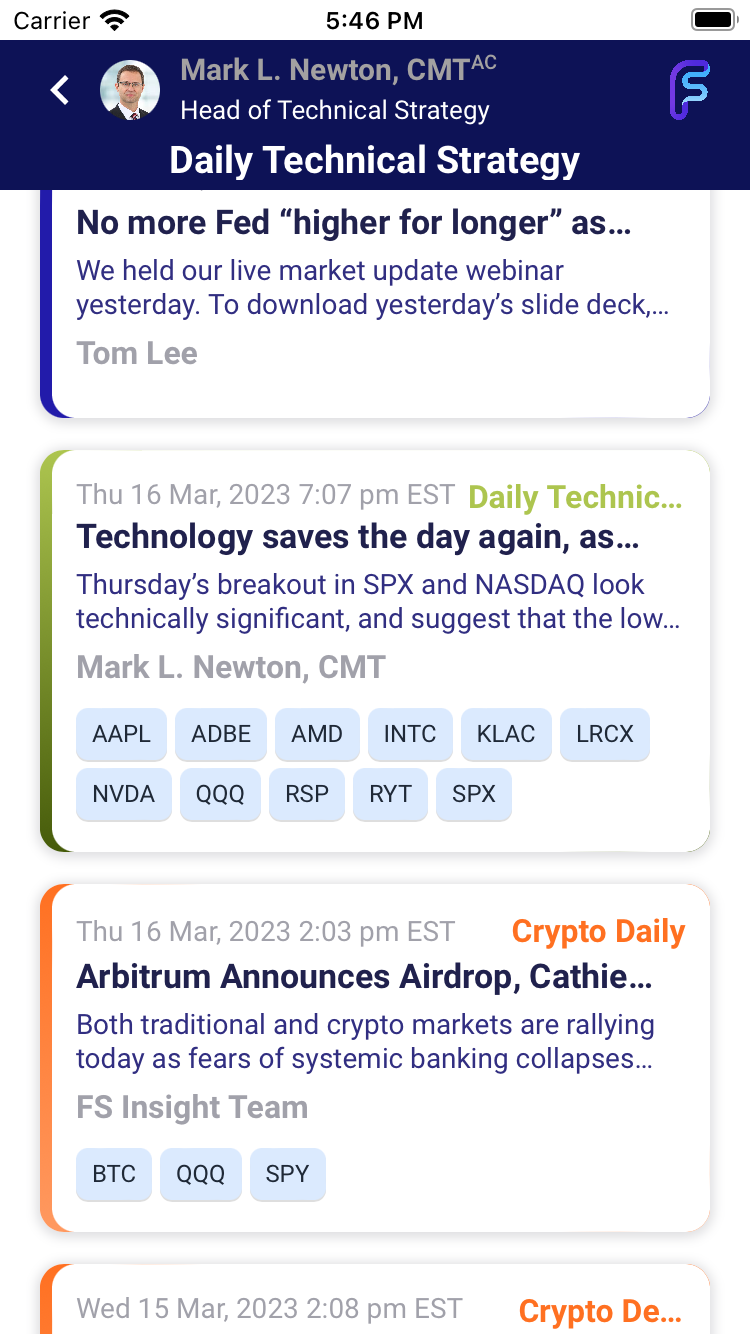 Carrier 5:46 PM
Mark L. Newton, CMTᴬᶜ
Head of Technical Strategy
Daily Technical Strategy
No more Fed “higher for longer” as...
We held our live market update webinar
yesterday. To download yesterday’s slide deck,...
Tom Lee
Thu 16 Mar, 2023 7:07 pm EST Daily Technic...
Technology saves the day again, as...
Thursday’s breakout in SPX and NASDAQ look
technically significant, and suggest that the low...
Mark L. Newton, CMT
AAPL ADBE AMD INTC KLAC LRCX
NVDA QQQ RSP RYT SPX
Thu 16 Mar, 2023 2:03 pm EST Crypto Daily
Arbitrum Announces Airdrop, Cathie...
Both traditional and crypto markets are rallying
today as fears of systemic banking collapses...
FS Insight Team
BTC QQQ SPY
Wed 15 Mar, 2023 2:08 pm EST Crypto De...